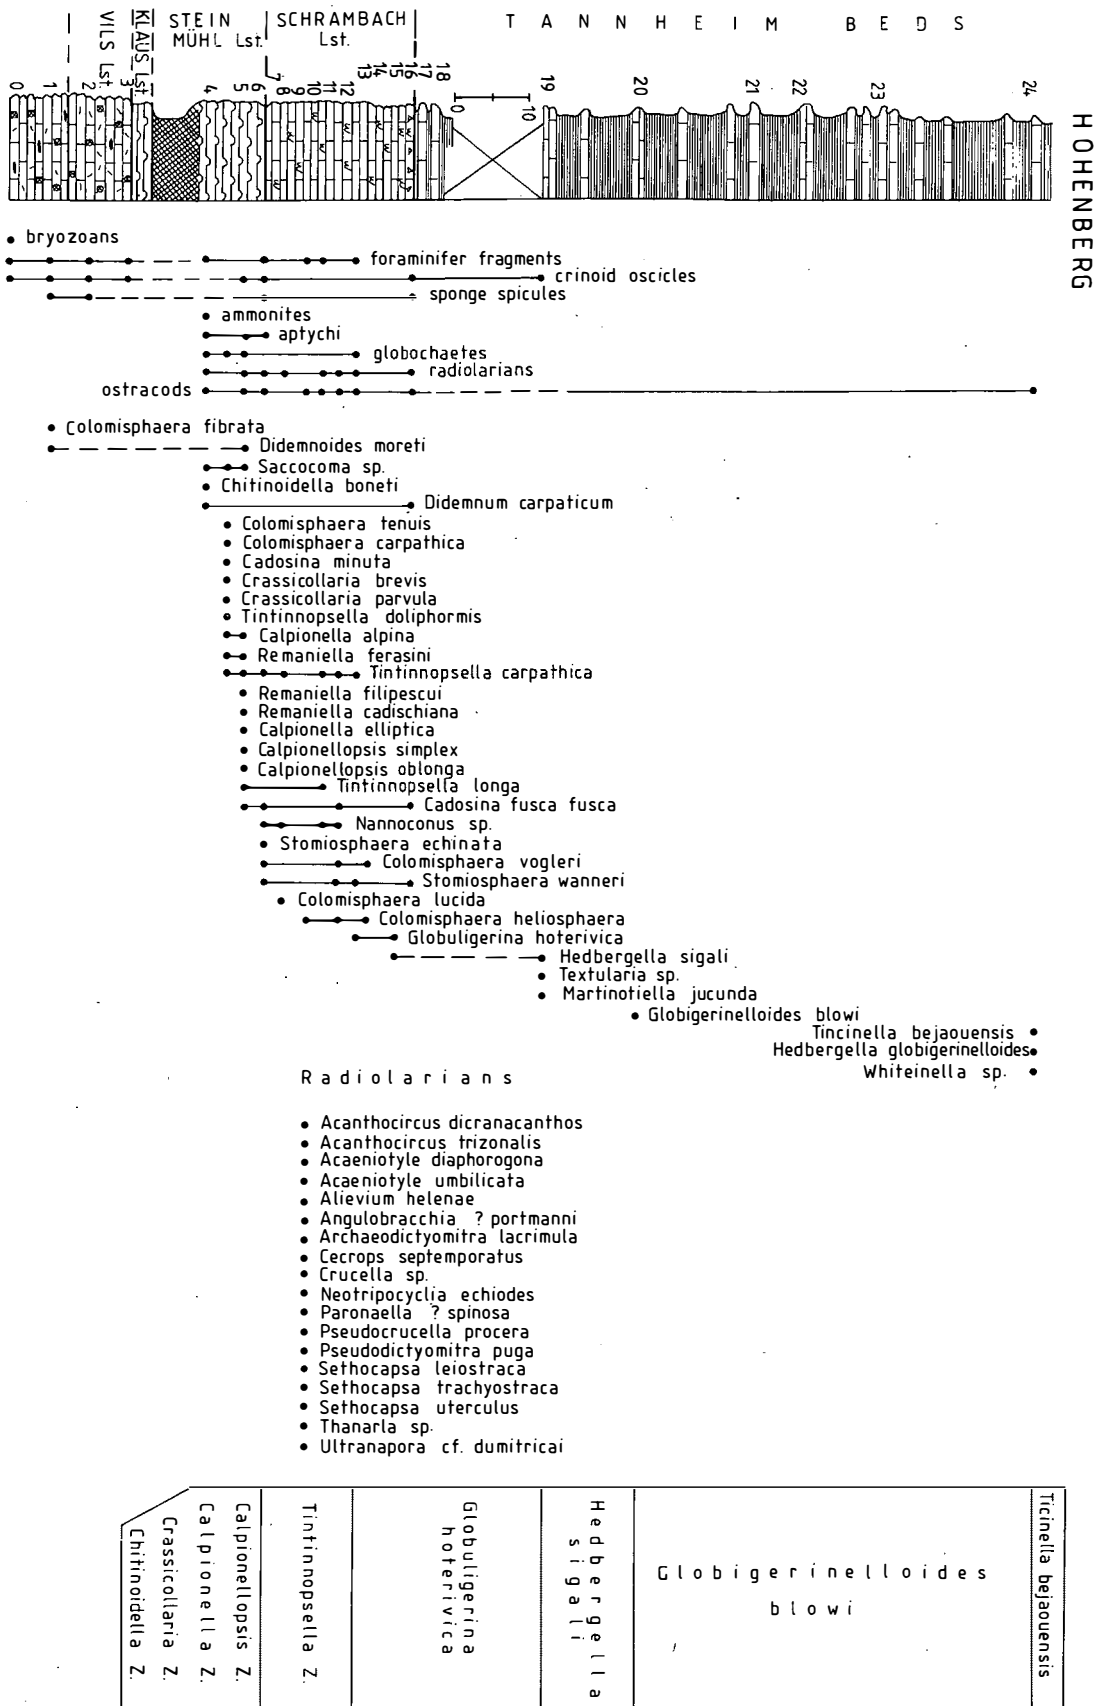 HOHENBERG
VILS Lst.
KLAUS Lst.
STEIN
MÜHL Lst.
SCHRAMBACH
Lst.
TANNHEIM BEDS
0 1 2 3 4 5 6 7 8 9 10 11 12 13 14 15 16 17 18 19 20 21 22 23 24
0 10
bryozoans
foraminifer fragments
crinoid oscicles
sponge spicules
ammonites
aptychi
globochaetes
radiolarians
ostracods
Colomisphaera fibrata
Didemnoides moreti
Saccocoma sp.
Chitinoidella boneti
Didemnum carpaticum
Colomisphaera tenuis
Colomisphaera carpathica
Cadosina minuta
Crassicollaria brevis
Crassicollaria parvula
Tintinnopsella doliphormis
Calpionella alpina
Remaniella ferasini
Tintinnopsella carpathica
Remaniella filipescui
Remaniella cadischiana
Calpionella elliptica
Calpionellopsis simplex
Calpionellopsis oblonga
Tintinnopsella longa
Cadosina fusca fusca
Nannoconus sp.
Stomiosphaera echinata
Colomisphaera vogleri
Stomiosphaera wanneri
Colomisphaera lucida
Colomisphaera heliosphaera
Globuligerina hoterivica
Hedbergella sigali
Textularia sp.
Martinotiella jucunda
Globigerinelloides blowi
Tincinella bejaouensis
Hedbergella globigerinelloides
Whiteinella sp.
Radiolarians
Acanthocircus dicranacanthos
Acanthocircus trizonalis
Acaeniotyle diaphorogona
Acaeniotyle umbilicata
Alievium helenae
Angulobracchia ? portmanni
Archaeodictyomitra lacrimula
Cecrops septemporatus
Crucella sp.
Neotripocyclia echiodes
Paronaella ? spinosa
Pseudocrucella procera
Pseudodictyomitra puga
Sethocapsa leiostraca
Sethocapsa trachyostraca
Sethocapsa uterculus
Thanarla sp.
Ultranapora cf. dumitricai
Chitinoidella Z.
Crassicollaria Z.
Calpionella Z.
Calpionellopsis Z.
Tintinnopsella Z.
Globuligerina
hoterivica
Hedbergella
sigali
Globigerinelloides
blowi
Ticinella bejaouensis